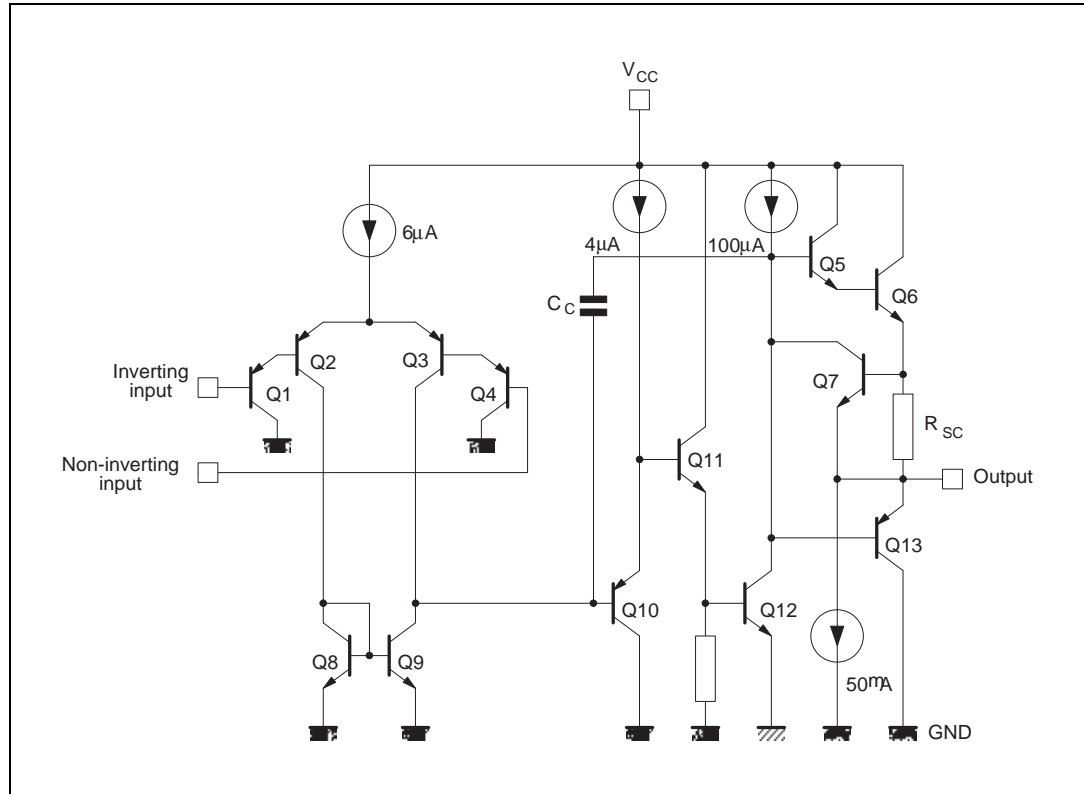 V CC
6μA
4μA
100μA
Q5
Q6
C C
Q2
Q3
Inverting
input
Q1
Q4
Q7
R SC
Non-inverting
input
Q11
Output
Q13
Q10
Q12
Q8
Q9
50mA
GND